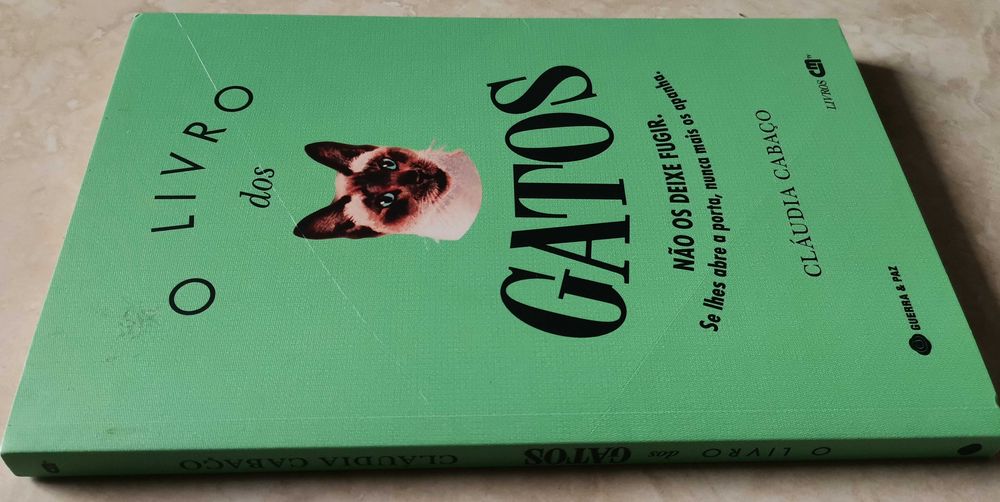 O LIVRO
dos
GATOS
NÃO OS DEIXE FUGIR.
Se lhes abre a porta, nunca mais os apanha.
CLÁUDIA CABAÇO
GUERRA & PAZ
LIVROS CM
O LIVRO dos GATOS CLÁUDIA CABAÇO